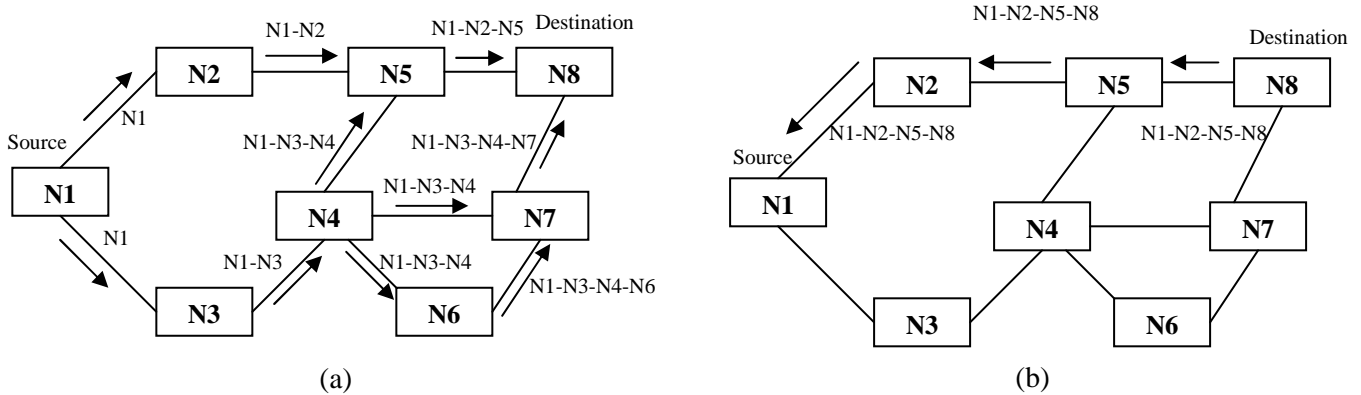 Destination
N1-N2
N1-N2-N5
N2
N5
N8
N1
Source
N1-N3-N4
N1-N3-N4-N7
N1
N1-N3-N4
N4
N7
N1
N1-N3
N1-N3-N4
N1-N3-N4-N6
N3
N6
(a)
N1-N2-N5-N8
Destination
N2
N5
N8
N1-N2-N5-N8
N1-N2-N5-N8
Source
N1
N4
N7
N3
N6
(b)